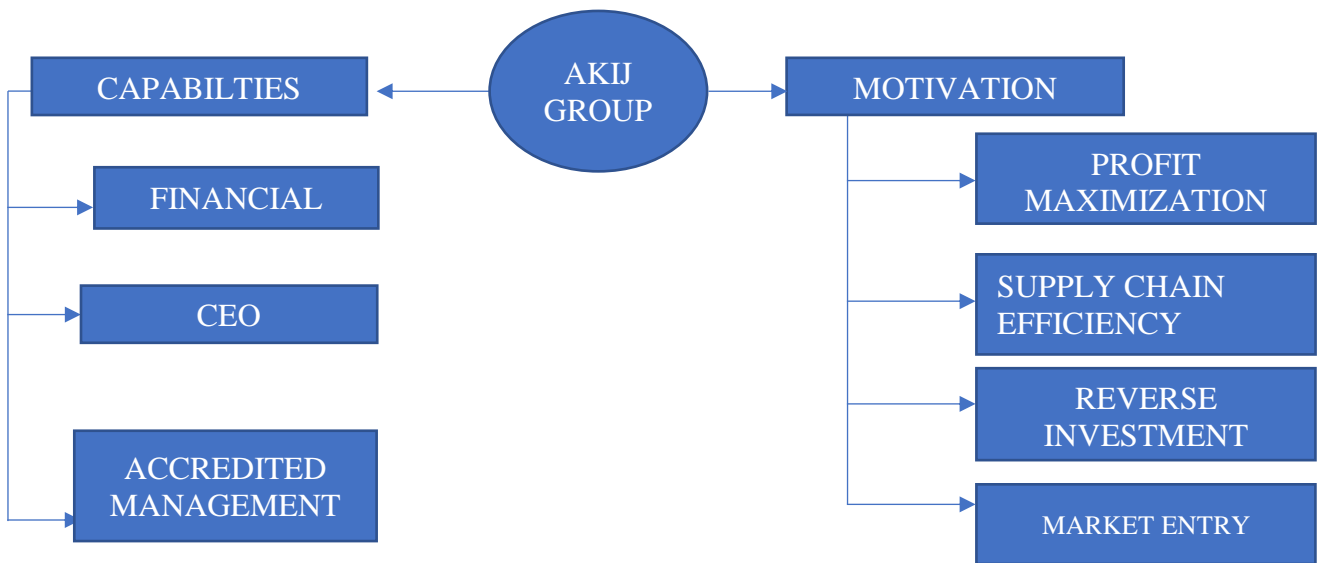 AKIJ
GROUP
CAPABILTIES
FINANCIAL
CEO
ACCREDITED
MANAGEMENT
MOTIVATION
PROFIT
MAXIMIZATION
SUPPLY CHAIN
EFFICIENCY
REVERSE
INVESTMENT
MARKET ENTRY